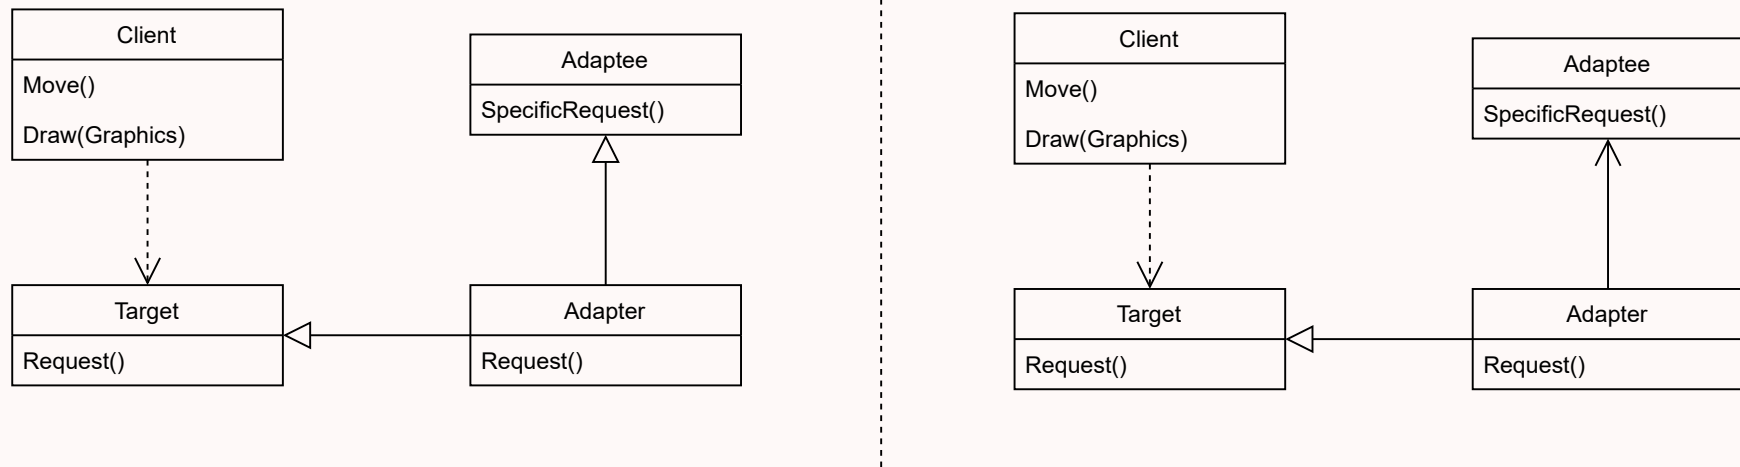 Client
Move()
Draw(Graphics)
Adaptee
SpecificRequest()
Target
Request()
Adapter
Request()
Client
Move()
Draw(Graphics)
Adaptee
SpecificRequest()
Target
Request()
Adapter
Request()